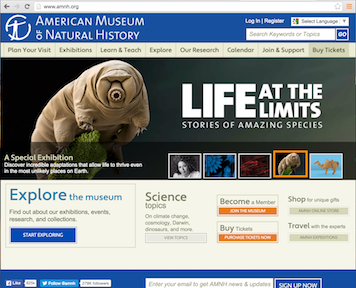 www.amnh.org
AMERICAN MUSEUM
OF NATURAL HISTORY
Log In | Register
Select Language
Search Keywords or Topics
GO
Plan Your Visit Exhibitions Learn & Teach Explore Our Research Calendar Join & Support Buy Tickets
LIFE AT THE LIMITS
STORIES OF AMAZING SPECIES
A Special Exhibition
Discover incredible adaptations that allow life to thrive even
in the most unlikely places on Earth.
Explore the museum
Find out about our exhibitions, events,
research, and collections.
START EXPLORING
Science
topics
On climate change,
cosmology, Darwin,
dinosaurs, and more.
VIEW TOPICS
Become a Member
JOIN THE MUSEUM
Buy Tickets
PURCHASE TICKETS NOW
Shop for unique gifts
AMNH ONLINE STORE
Travel with the experts
AMNH EXPEDITIONS
Like
Follow @amnh
followers
Enter your email to get AMNH news & updates
SIGN UP NOW